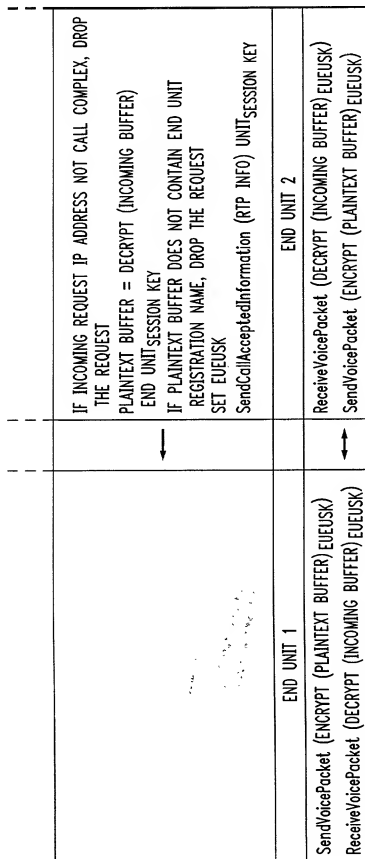 IF INCOMING REQUEST IP ADDRESS NOT CALL COMPLEX, DROP
THE REQUEST
PLAINTEXT BUFFER = DECRYPT (INCOMING BUFFER)
END UNIT SESSION KEY
IF PLAINTEXT BUFFER DOES NOT CONTAIN END UNIT
REGISTRATION NAME, DROP THE REQUEST
SET EUEUSK
SendCallAcceptedInformation (RTP INFO) UNIT SESSION KEY
END UNIT 1
END UNIT 2
SendVoicePacket (ENCRYPT (PLAINTEXT BUFFER) EUEUSK)
ReceiveVoicePacket (DECRYPT (INCOMING BUFFER) EUEUSK)
ReceiveVoicePacket (DECRYPT (INCOMING BUFFER) EUEUSK)
SendVoicePacket (ENCRYPT (PLAINTEXT BUFFER) EUEUSK)